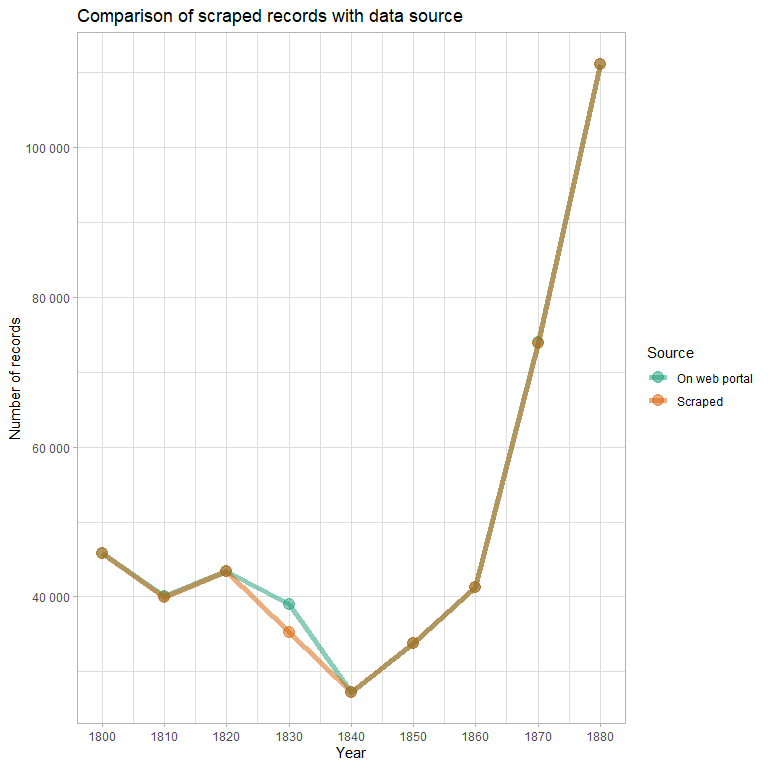 Comparison of scraped records with data source
Number of records
100 000
80 000
60 000
40 000
1800 1810 1820 1830 1840 1850 1860 1870 1880
Year
Source
On web portal
Scraped